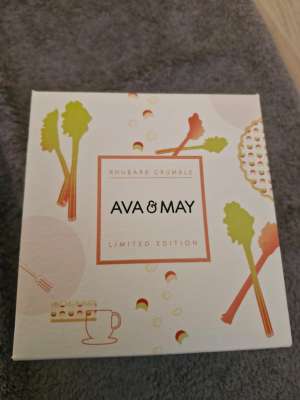 RHUBARB CRUMBLE
AVA & MAY
LIMITED EDITION